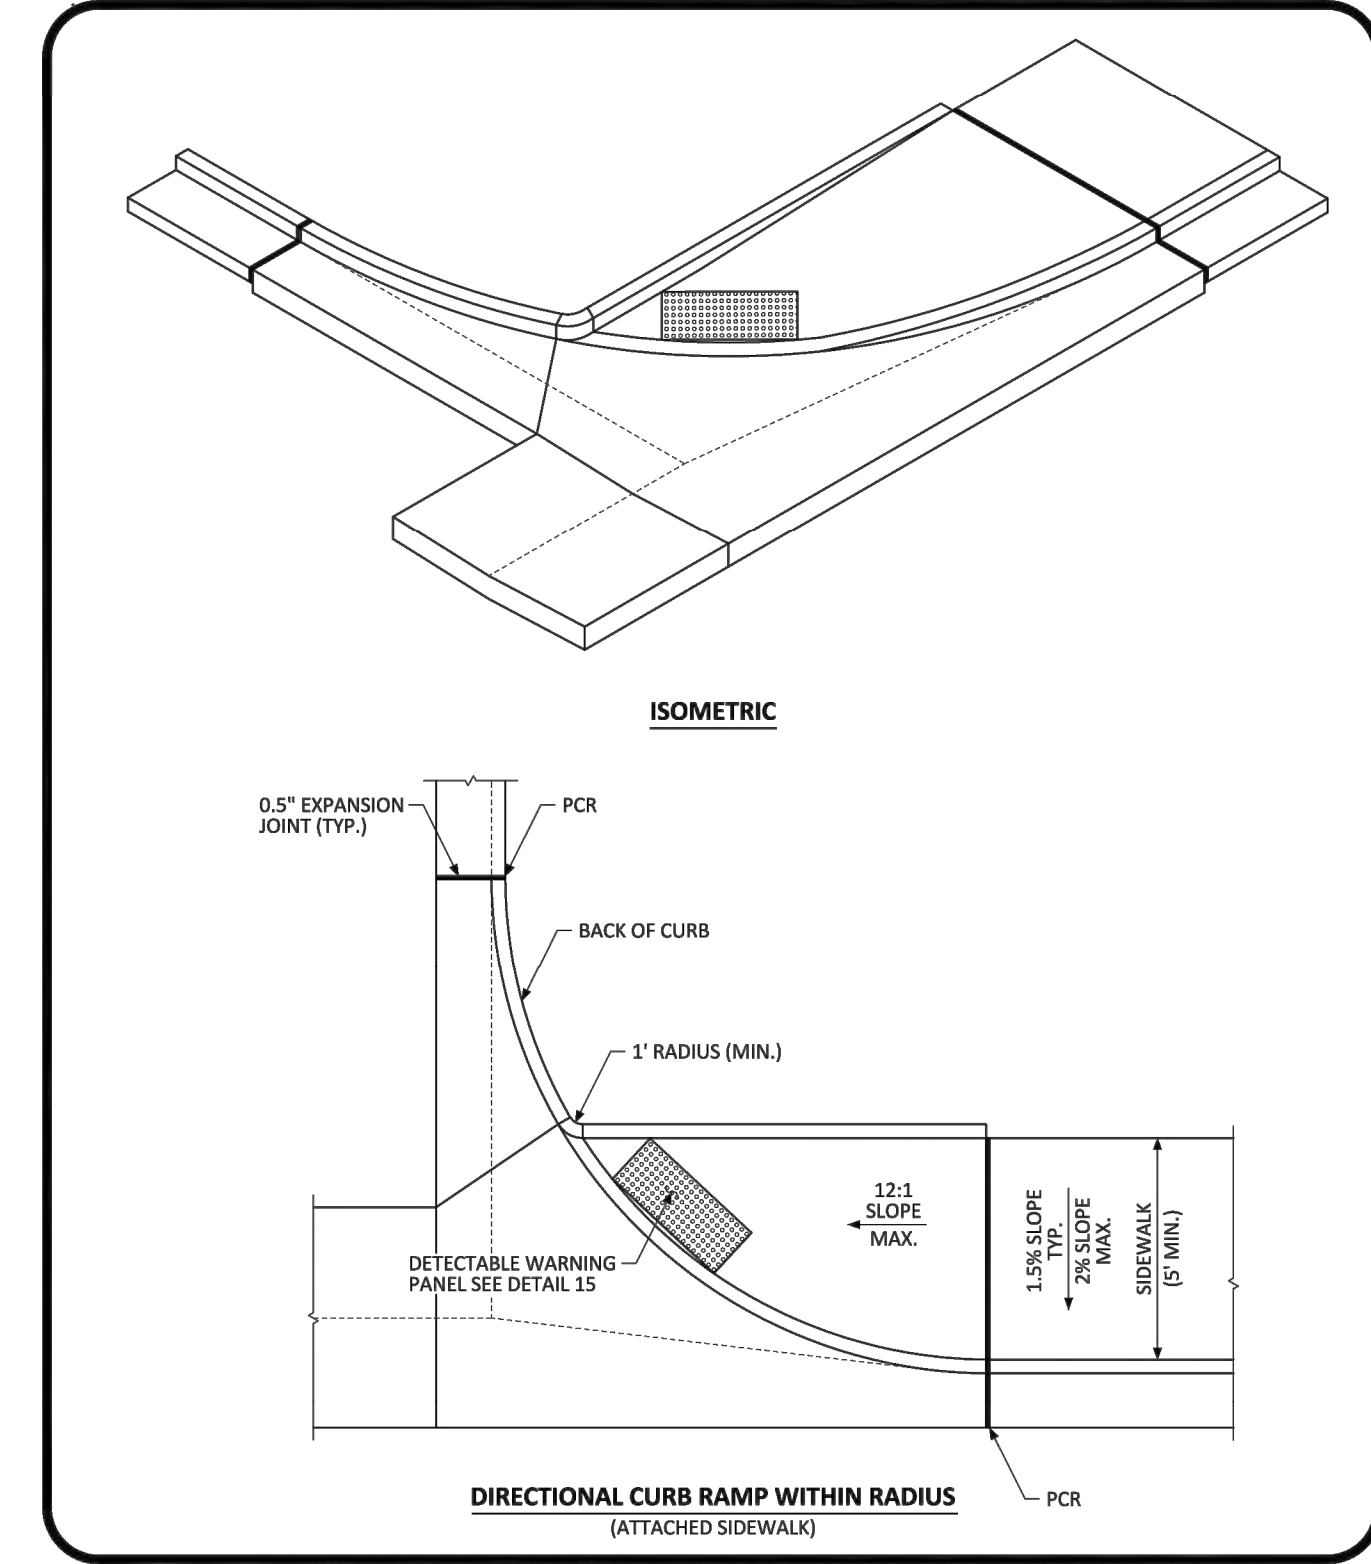 ISOMETRIC
0.5" EXPANSION
JOINT (TYP.)
PCR
BACK OF CURB
1' RADIUS (MIN.)
12:1
SLOPE
MAX.
1.5% SLOPE
TYP.
2% SLOPE
MAX.
SIDEWALK
(5' MIN.)
DETECTABLE WARNING
PANEL SEE DETAIL 15
PCR
DIRECTIONAL CURB RAMP WITHIN RADIUS
(ATTACHED SIDEWALK)